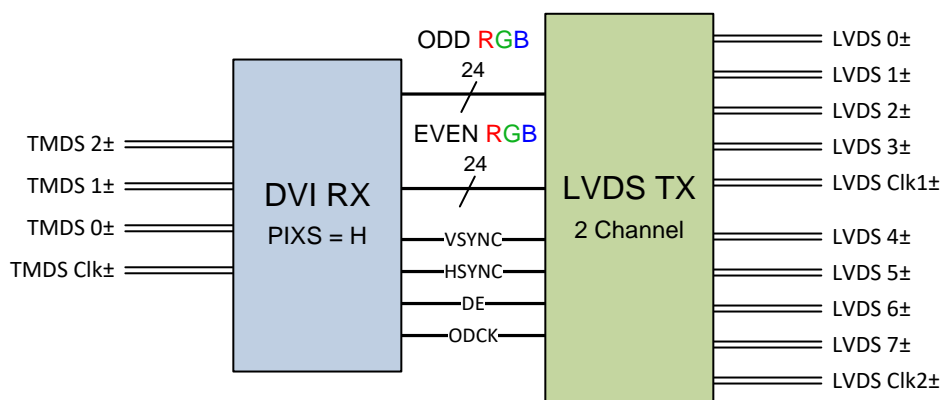 TMDS 2±
TMDS 1±
TMDS 0±
TMDS Clk±
DVI RX
PIXS = H
ODD RGB
24
EVEN RGB
24
VSYNC
HSYNC
DE
ODCK
LVDS TX
2 Channel
LVDS 0±
LVDS 1±
LVDS 2±
LVDS 3±
LVDS Clk1±
LVDS 4±
LVDS 5±
LVDS 6±
LVDS 7±
LVDS Clk2±